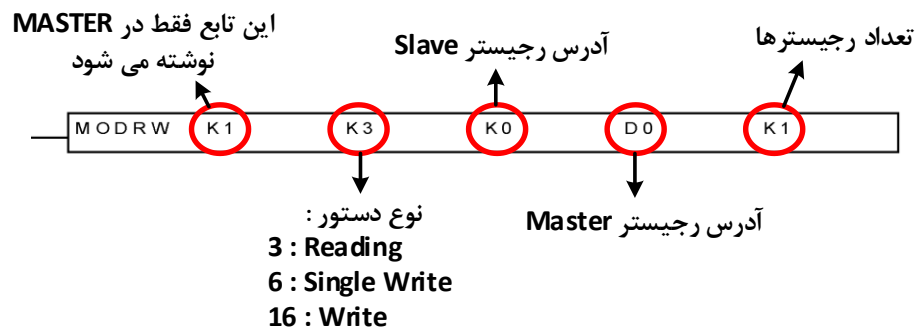 این تابع فقط در MASTER
نوشته می شود
آدرس رجیستر Slave
تعداد رجیسترها
MODRW K1 K3 K0 D0 K1
نوع دستور :
3 : Reading
6 : Single Write
16 : Write
آدرس رجیستر Master